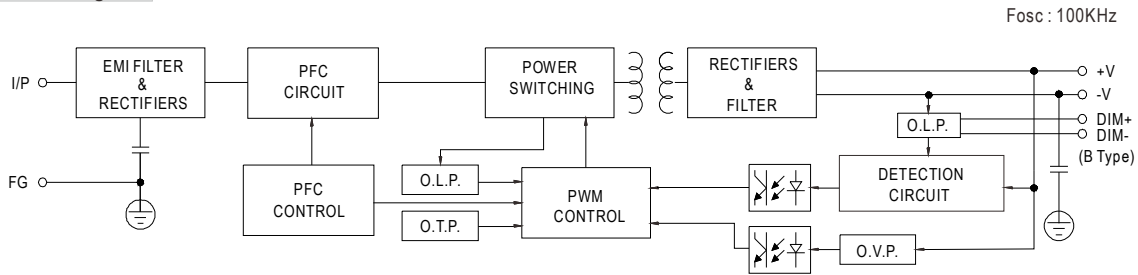 Fosc : 100KHz
I/P
EMI FILTER
&
RECTIFIERS
PFC
CIRCUIT
POWER
SWITCHING
RECTIFIERS
&
FILTER
+V
-V
DIM+
DIM-
(B Type)
O.L.P.
FG
PFC
CONTROL
O.L.P.
O.T.P.
PWM
CONTROL
DETECTION
CIRCUIT
O.V.P.